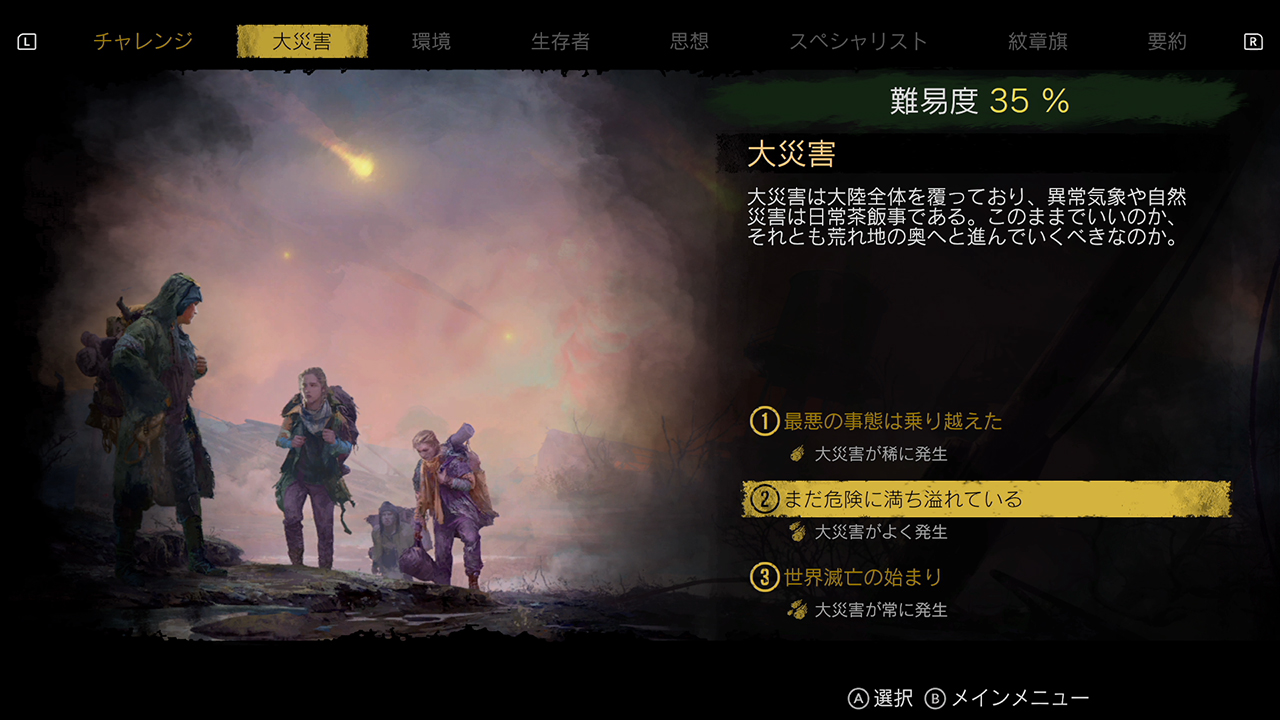 L チャレンジ 大災害 環境 生存者 思想 スペシャリスト 紋章旗 要約 R
難易度 35 %
大災害
大災害は大陸全体を覆っており、異常気象や自然
災害は日常茶飯事である。このままでいいのか、
それとも荒れ地の奥へと進んでいくべきなのか。
1 最悪の事態は乗り越えた
大災害が稀に発生
2 まだ危険に満ち溢れている
大災害がよく発生
3 世界滅亡の始まり
大災害が常に発生
A 選択 B メインメニュー